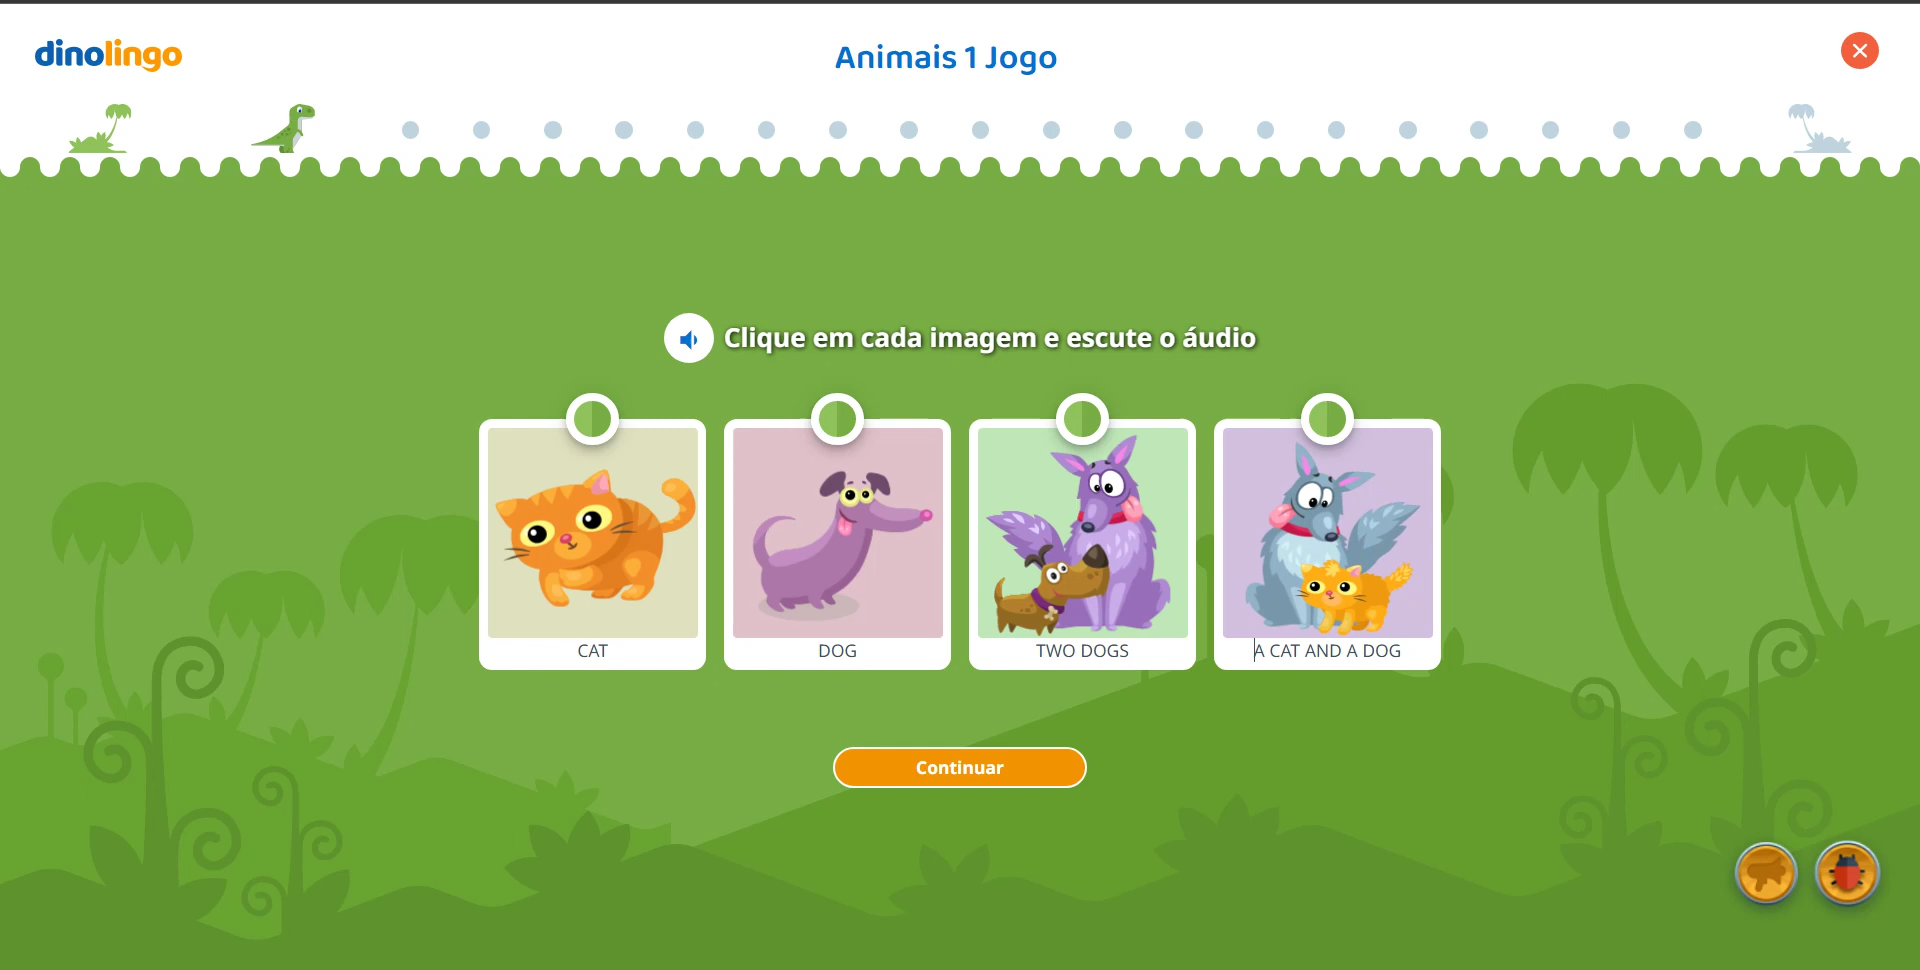 dinolingo
Animais 1 Jogo
Clique em cada imagem e escute o áudio
CAT
DOG
TWO DOGS
A CAT AND A DOG
Continuar